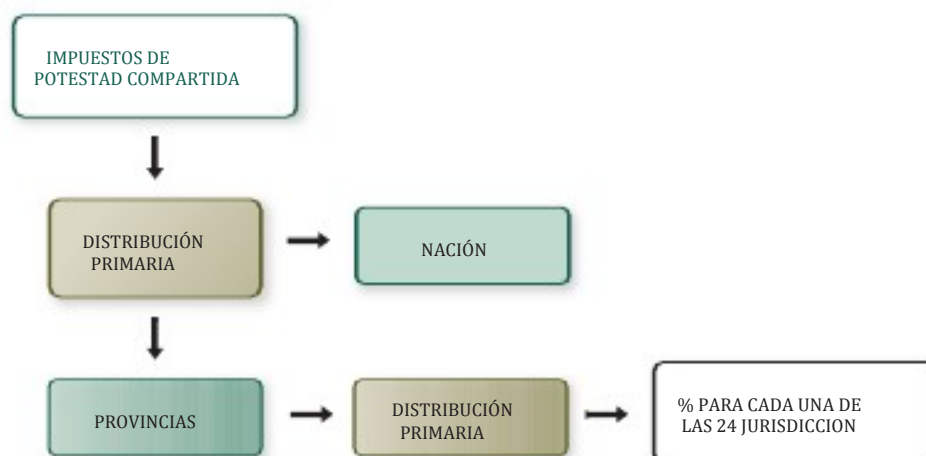 IMPUESTOS DE
POTESTAD COMPARTIDA
DISTRIBUCIÓN
PRIMARIA
NACIÓN
PROVINCIAS
DISTRIBUCIÓN
PRIMARIA
% PARA CADA UNA DE
LAS 24 JURISDICCION